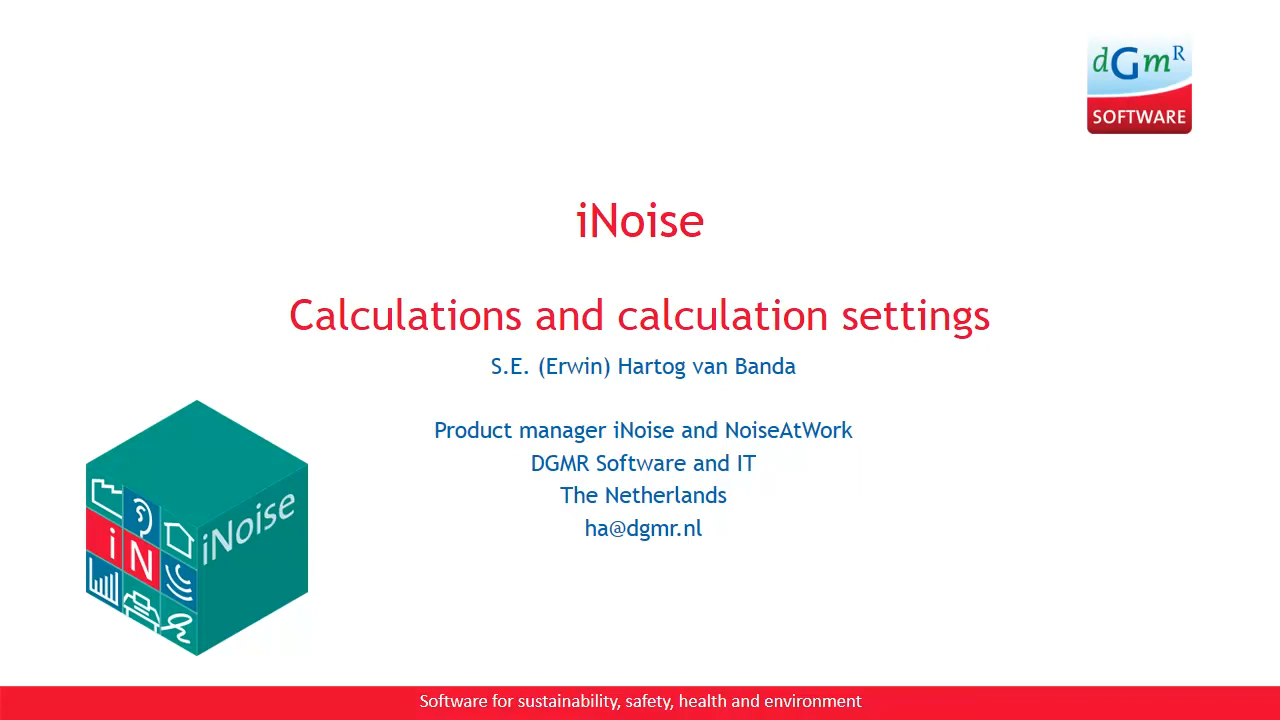 dGmR
SOFTWARE
iNoise
Calculations and calculation settings
S.E. (Erwin) Hartog van Banda
Product manager iNoise and NoiseAtWork
DGMR Software and IT
The Netherlands
ha@dgmr.nl
iNoise
iN
Software for sustainability, safety, health and environment